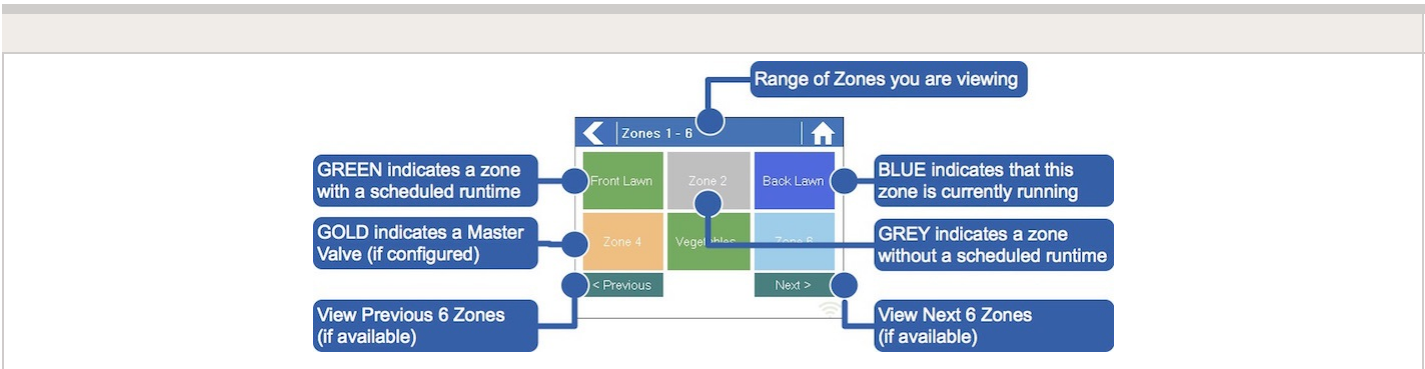 Range of Zones you are viewing
Zones 1 - 6
GREEN indicates a zone
with a scheduled runtime
Front Lawn
Zone 2
Back Lawn
BLUE indicates that this
zone is currently running
GOLD indicates a Master
Valve (if configured)
Zone 4
Vegetables
Zone 6
GREY indicates a zone
without a scheduled runtime
< Previous
Next >
View Previous 6 Zones
(if available)
View Next 6 Zones
(if available)